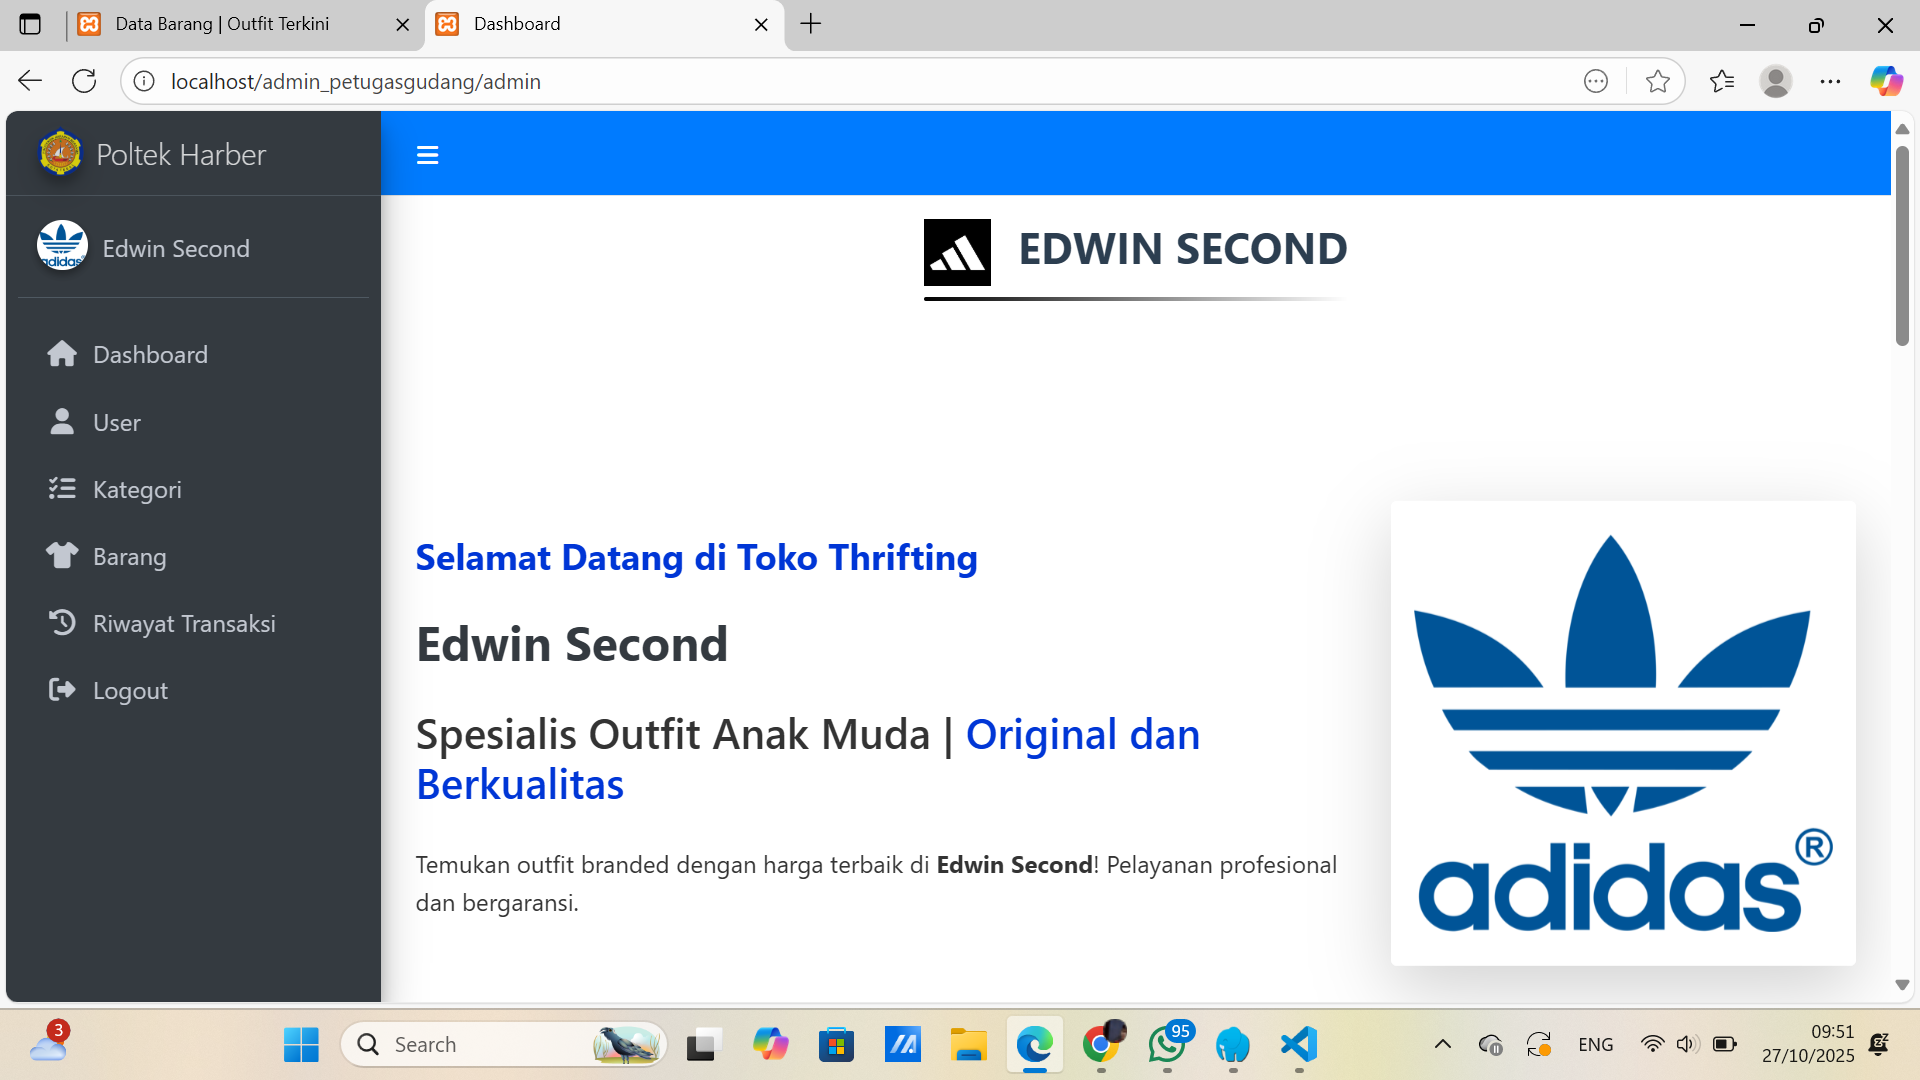 Data Barang | Outfit Terkini
Dashboard
localhost/admin_petugasgudang/admin
Poltek Harber
adidas
Edwin Second
Dashboard
User
Kategori
Barang
Riwayat Transaksi
Logout
EDWIN SECOND
Selamat Datang di Toko Thrifting
Edwin Second
Spesialis Outfit Anak Muda | Original dan
Berkualitas
Temukan outfit branded dengan harga terbaik di Edwin Second! Pelayanan profesional
dan bergaransi.
adidas®
3
Search
95
ENG
09:51
27/10/2025